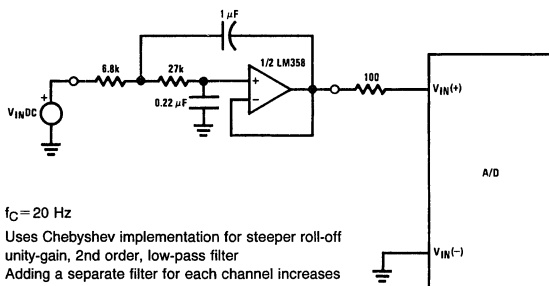 1 μF
6.8k
27k
1/2 LM358
+
−
0.22 μF
+
V_IN DC
100
V_IN(+)
A/D
V_IN(−)
f_C = 20 Hz
Uses Chebyshev implementation for steeper roll-off
unity-gain, 2nd order, low-pass filter
Adding a separate filter for each channel increases